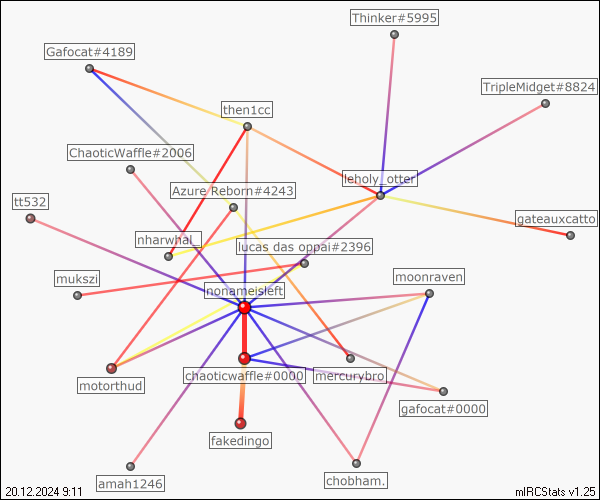 Thinker#5995
Gafocat#4189
TripleMidget#8824
then1cc
ChaoticWaffle#2006
leholy_otter
Azure Reborn#4243
tt532
gateauxcatto
nharwhal_
lucas das oppai#2396
mukszi
moonraven
nonameisleft
motorthud
chaoticwaffle#0000
mercurybro
gafocat#0000
fakedingo
amah1246
chobham.
20.12.2024 9:11
mIRCStats v1.25